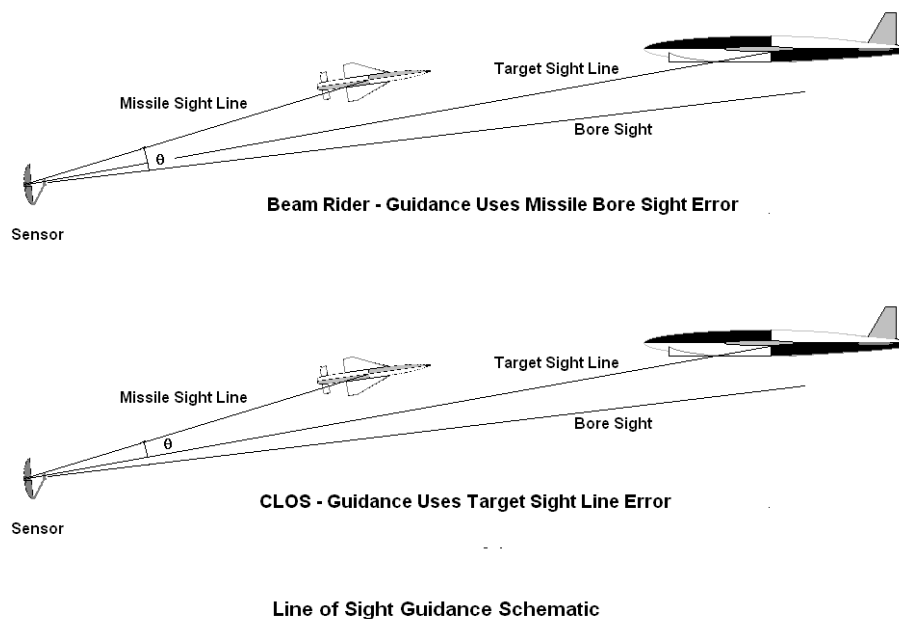 Target Sight Line
Missile Sight Line
Bore Sight
θ
Beam Rider - Guidance Uses Missile Bore Sight Error
Sensor
Target Sight Line
Missile Sight Line
Bore Sight
θ
CLOS - Guidance Uses Target Sight Line Error
Sensor
Line of Sight Guidance Schematic